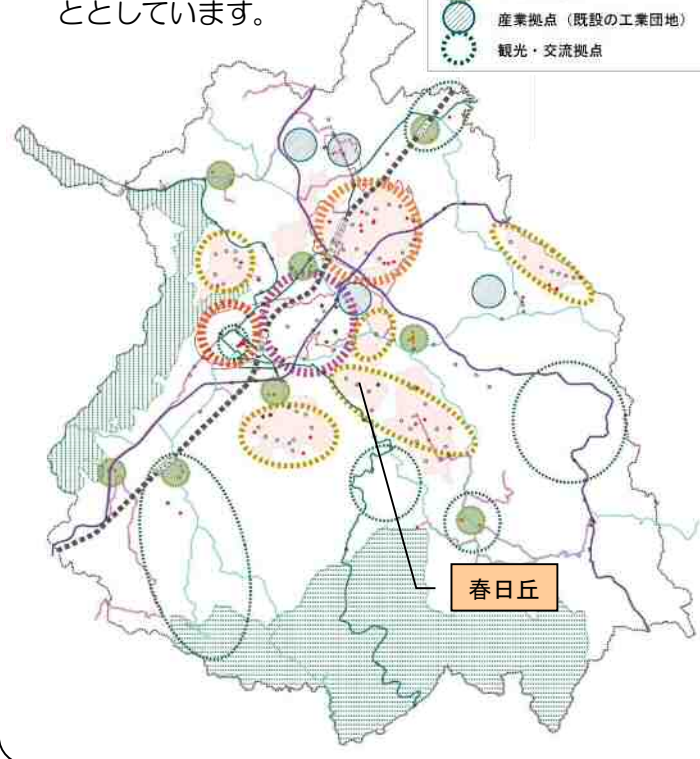 ととしています。
産業拠点（既設の工業団地）
観光・交流拠点
春日丘